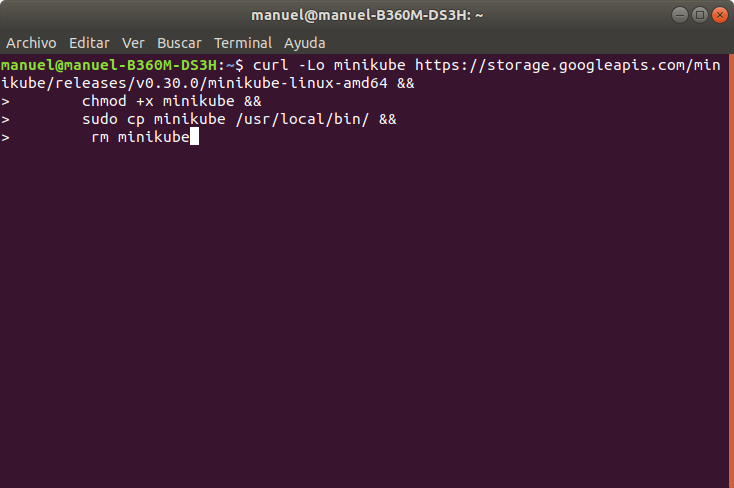 manuel@manuel-B360M-DS3H: ~
Archivo Editar Ver Buscar Terminal Ayuda
manuel@manuel-B360M-DS3H:~$ curl -Lo minikube https://storage.googleapis.com/min
ikube/releases/v0.30.0/minikube-linux-amd64 &&
> chmod +x minikube &&
> sudo cp minikube /usr/local/bin/ &&
> rm minikube